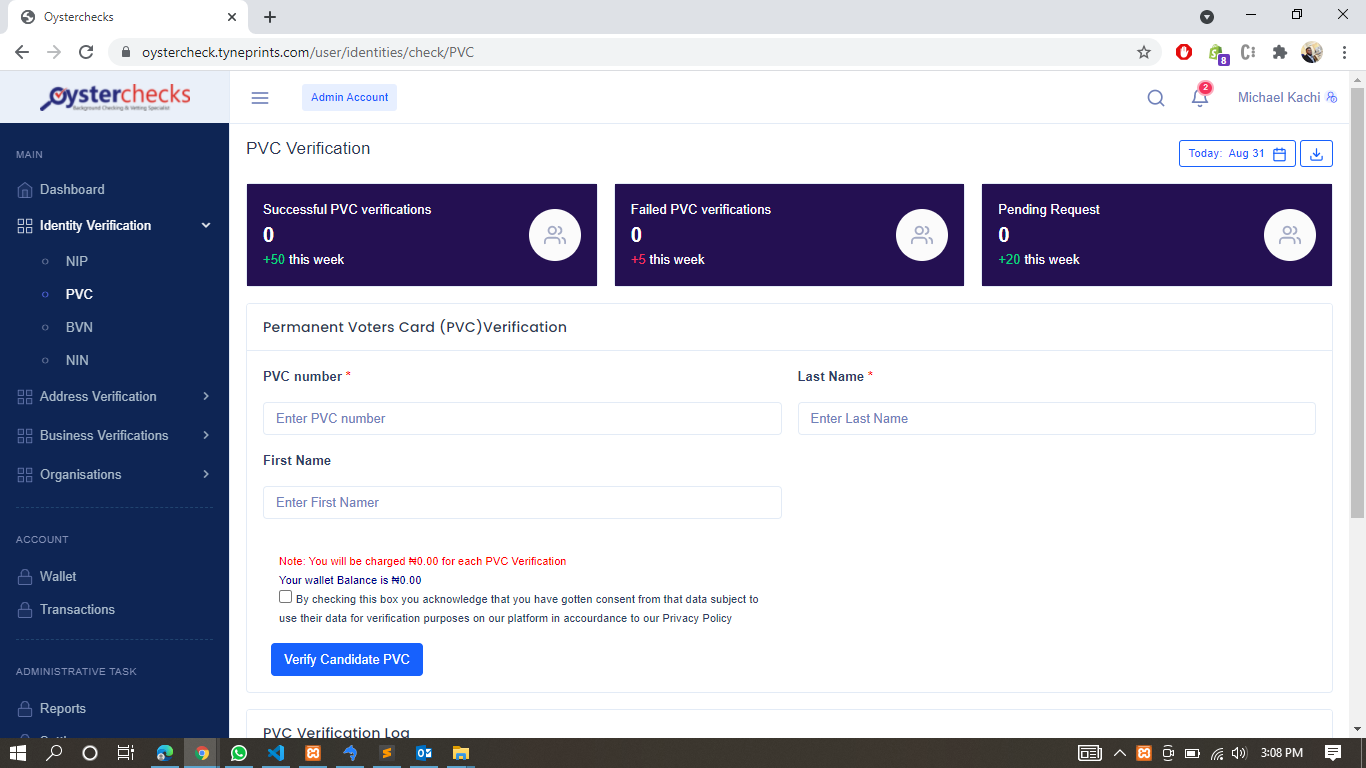 Oysterchecks
oystercheck.tyneprints.com/user/identities/check/PVC
8
Oysterchecks
Background Checking & Vetting Specialist
Admin Account
2
Michael Kachi
MAIN
Dashboard
Identity Verification
NIP
PVC
BVN
NIN
Address Verification
Business Verifications
Organisations
ACCOUNT
Wallet
Transactions
ADMINISTRATIVE TASK
Reports
PVC Verification
Today: Aug 31
Successful PVC verifications
0
+50 this week
Failed PVC verifications
0
+5 this week
Pending Request
0
+20 this week
Permanent Voters Card (PVC)Verification
PVC number *
Enter PVC number
Last Name *
Enter Last Name
First Name
Enter First Namer
Note: You will be charged ₦0.00 for each PVC Verification
Your wallet Balance is ₦0.00
By checking this box you acknowledge that you have gotten consent from that data subject to
use their data for verification purposes on our platform in accourdance to our Privacy Policy
Verify Candidate PVC
PVC Verification Log
3:08 PM